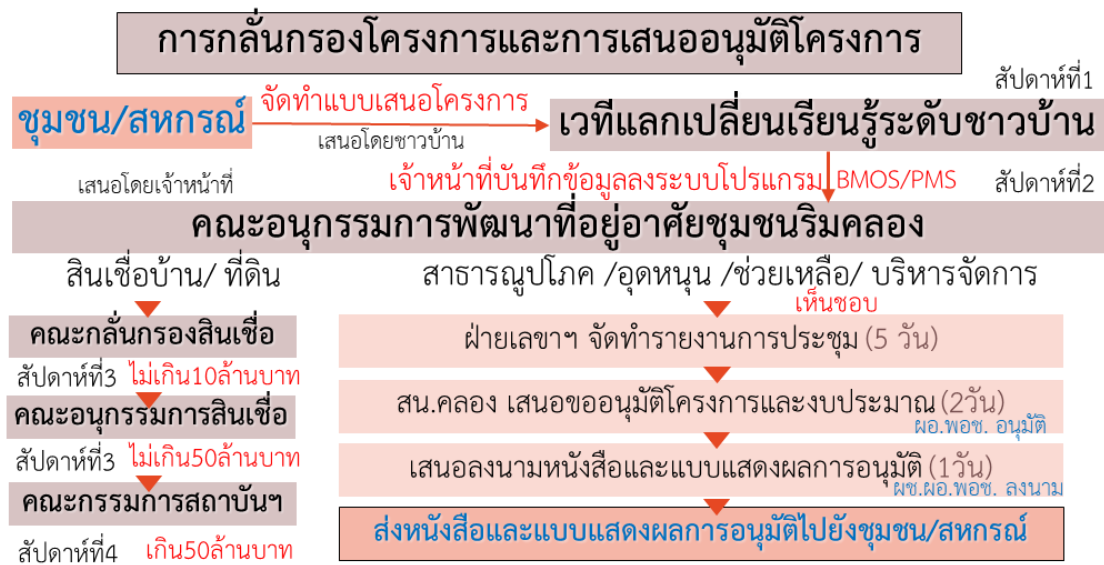 การกลั่นกรองโครงการและการเสนออนุมัติโครงการ
สัปดาห์ที่1
ชุมชน/สหกรณ์
จัดทำแบบเสนอโครงการ
เสนอโดยชาวบ้าน
เวทีแลกเปลี่ยนเรียนรู้ระดับชาวบ้าน
เสนอโดยเจ้าหน้าที่
เจ้าหน้าที่บันทึกข้อมูลลงระบบโปรแกรม BMOS/PMS
สัปดาห์ที่2
คณะอนุกรรมการพัฒนาที่อยู่อาศัยชุมชนริมคลอง
สินเชื่อบ้าน/ ที่ดิน
คณะกลั่นกรองสินเชื่อ
สัปดาห์ที่3 ไม่เกิน10ล้านบาท
คณะอนุกรรมการสินเชื่อ
สัปดาห์ที่3 ไม่เกิน50ล้านบาท
คณะกรรมการสถาบันฯ
สัปดาห์ที่4 เกิน50ล้านบาท
สาธารณูปโภค /อุดหนุน /ช่วยเหลือ/ บริหารจัดการ
เห็นชอบ
ฝ่ายเลขาฯ จัดทำรายงานการประชุม (5 วัน)
สน.คลอง เสนอขออนุมัติโครงการและงบประมาณ (2วัน)
ผอ.พอช. อนุมัติ
เสนอลงนามหนังสือและแบบแสดงผลการอนุมัติ (1วัน)
ผช.ผอ.พอช. ลงนาม
ส่งหนังสือและแบบแสดงผลการอนุมัติไปยังชุมชน/สหกรณ์